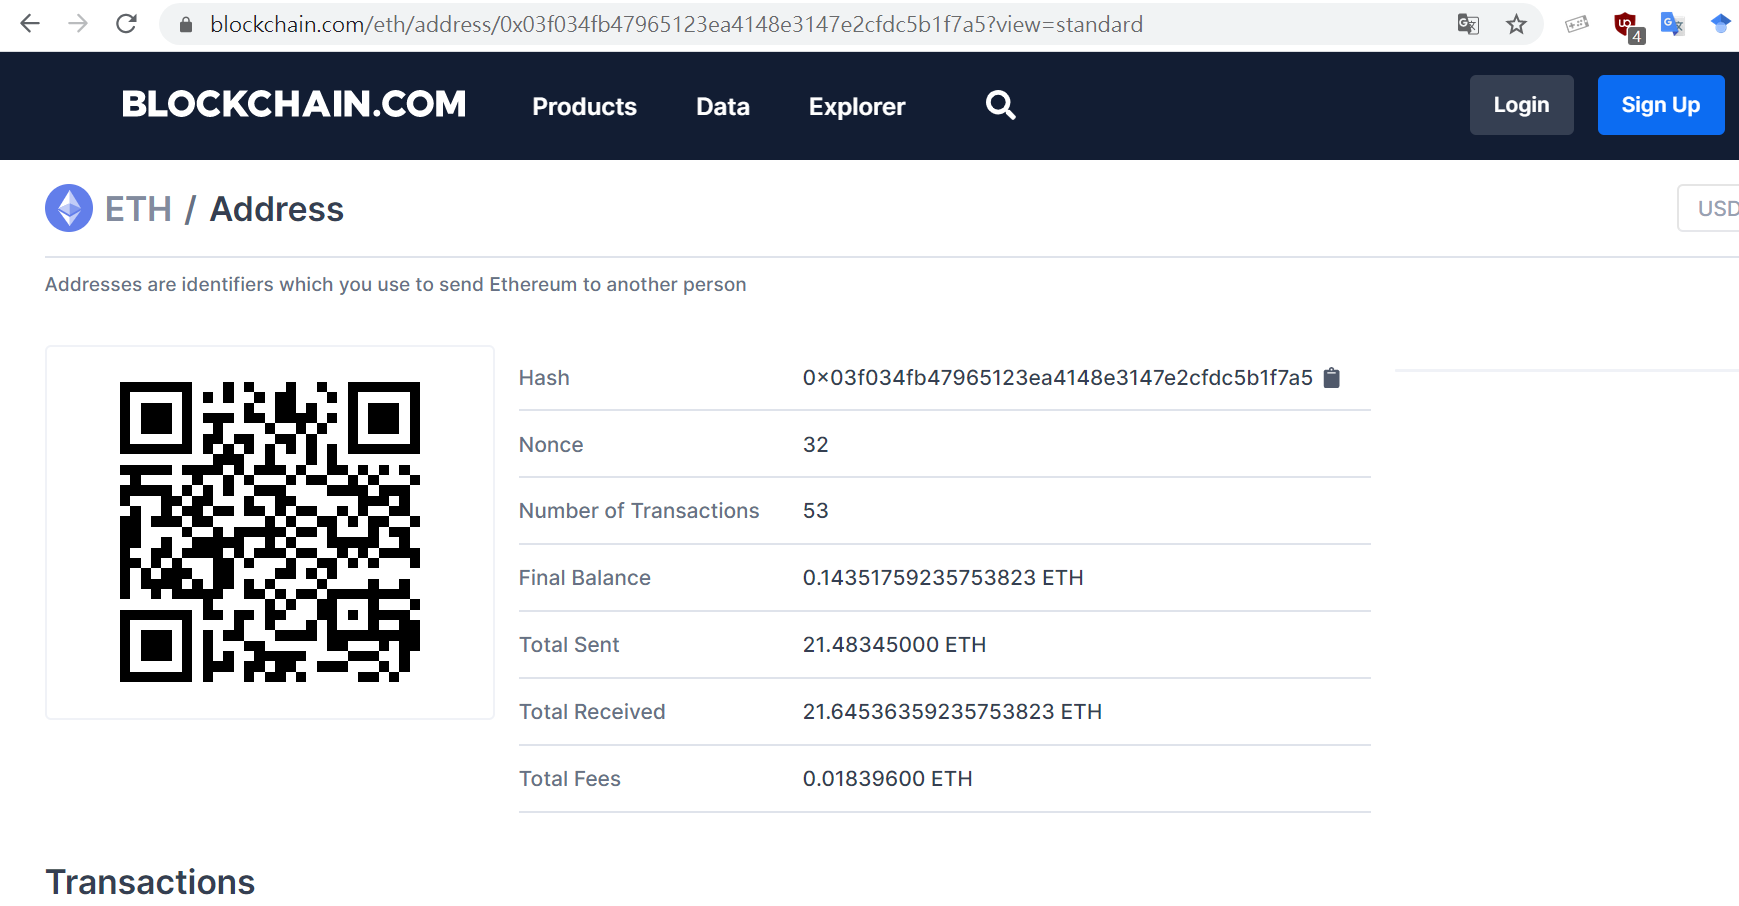 blockchain.com/eth/address/0x03f034fb47965123ea4148e3147e2cfdc5b1f7a5?view=standard
4
BLOCKCHAIN.COM Products Data Explorer Login Sign Up
ETH / Address USD
Addresses are identifiers which you use to send Ethereum to another person
Hash 0x03f034fb47965123ea4148e3147e2cfdc5b1f7a5
Nonce 32
Number of Transactions 53
Final Balance 0.14351759235753823 ETH
Total Sent 21.48345000 ETH
Total Received 21.64536359235753823 ETH
Total Fees 0.01839600 ETH
Transactions